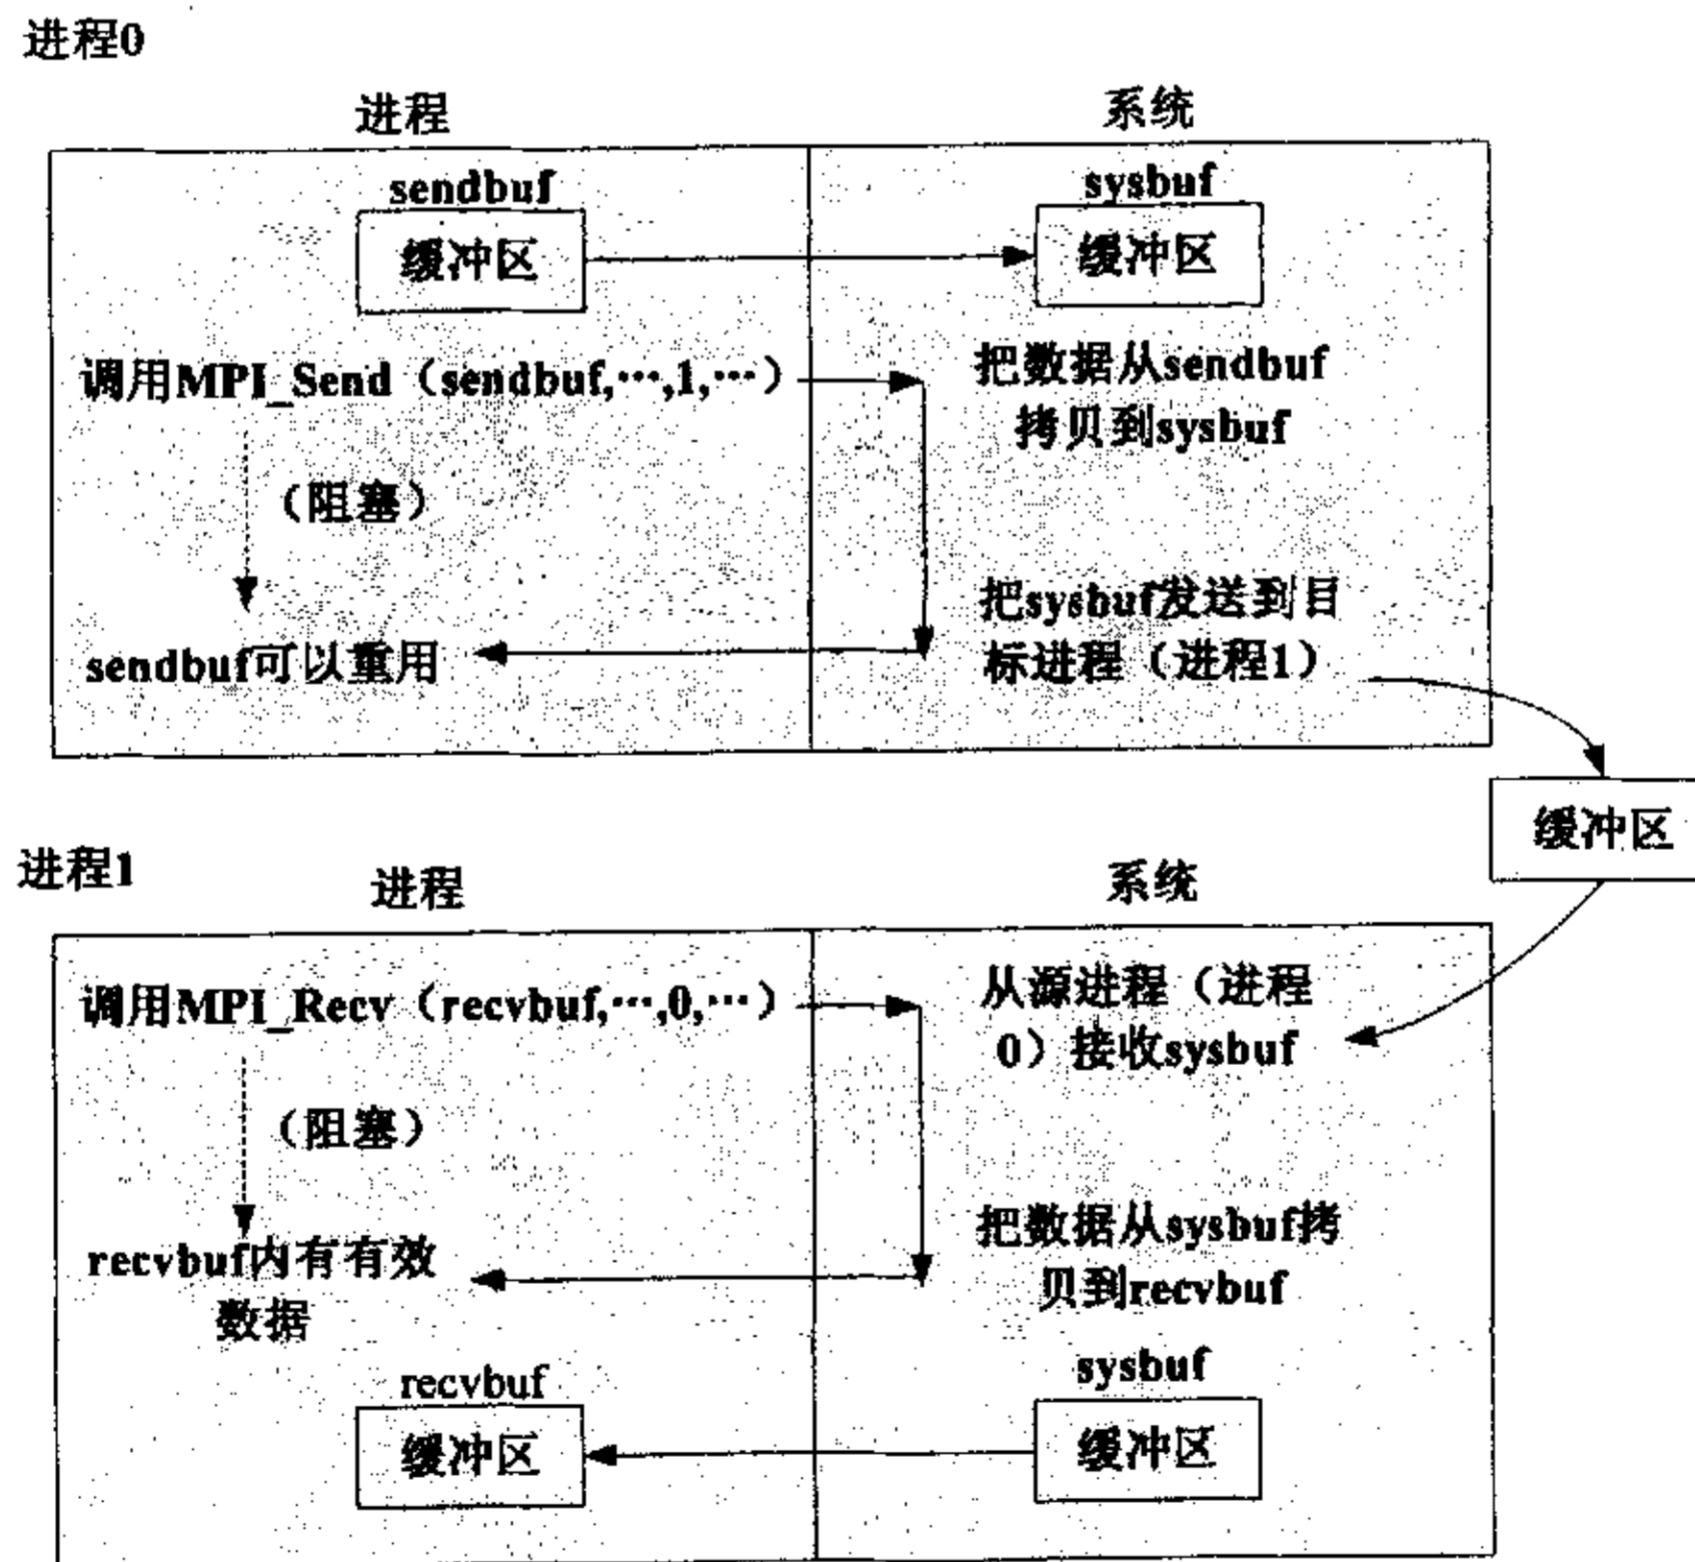 进程0
进程
系统
sendbuf
sysbuf
缓冲区
缓冲区
调用MPI_Send（sendbuf,…,1,…）
把数据从sendbuf
拷贝到sysbuf
（阻塞）
把sysbuf发送到目
标进程（进程1）
sendbuf可以重用
缓冲区
进程1
进程
系统
调用MPI_Recv（recvbuf,…,0,…）
从源进程（进程
0）接收sysbuf
（阻塞）
把数据从sysbuf拷
贝到recvbuf
recvbuf内有有效
数据
recvbuf
sysbuf
缓冲区
缓冲区